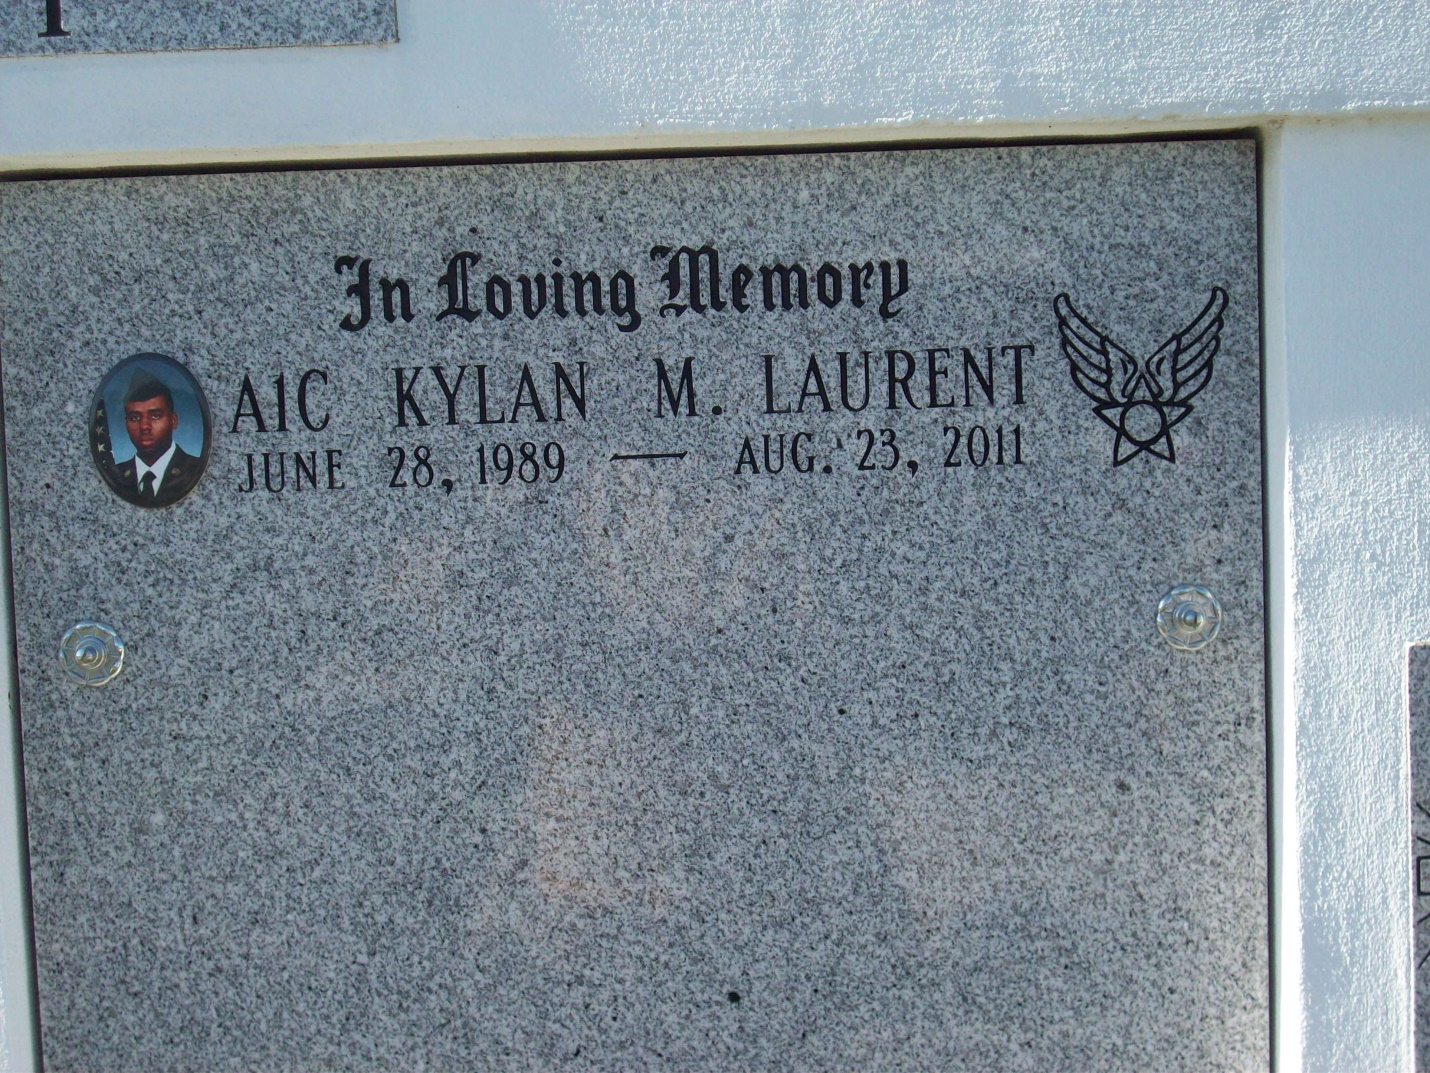 In Loving Memory
A1C KYLAN M. LAURENT
JUNE 28, 1989 — AUG. 23, 2011